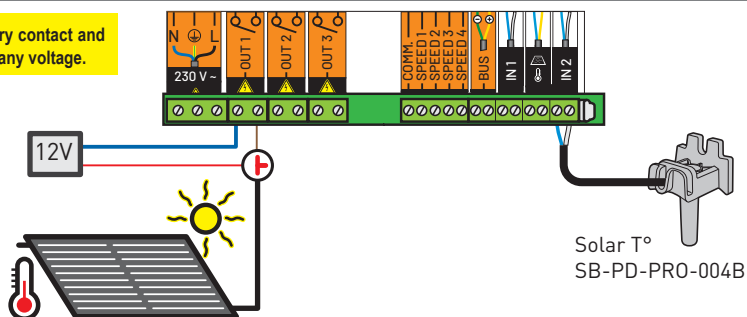 ry contact and
any voltage.
N L
230 V ~
OUT 1
OUT 2
OUT 3
COMM.
SPEED 1
SPEED 2
SPEED 3
SPEED 4
BUS
IN 1
IN 2
12V
Solar T°
SB-PD-PRO-004B